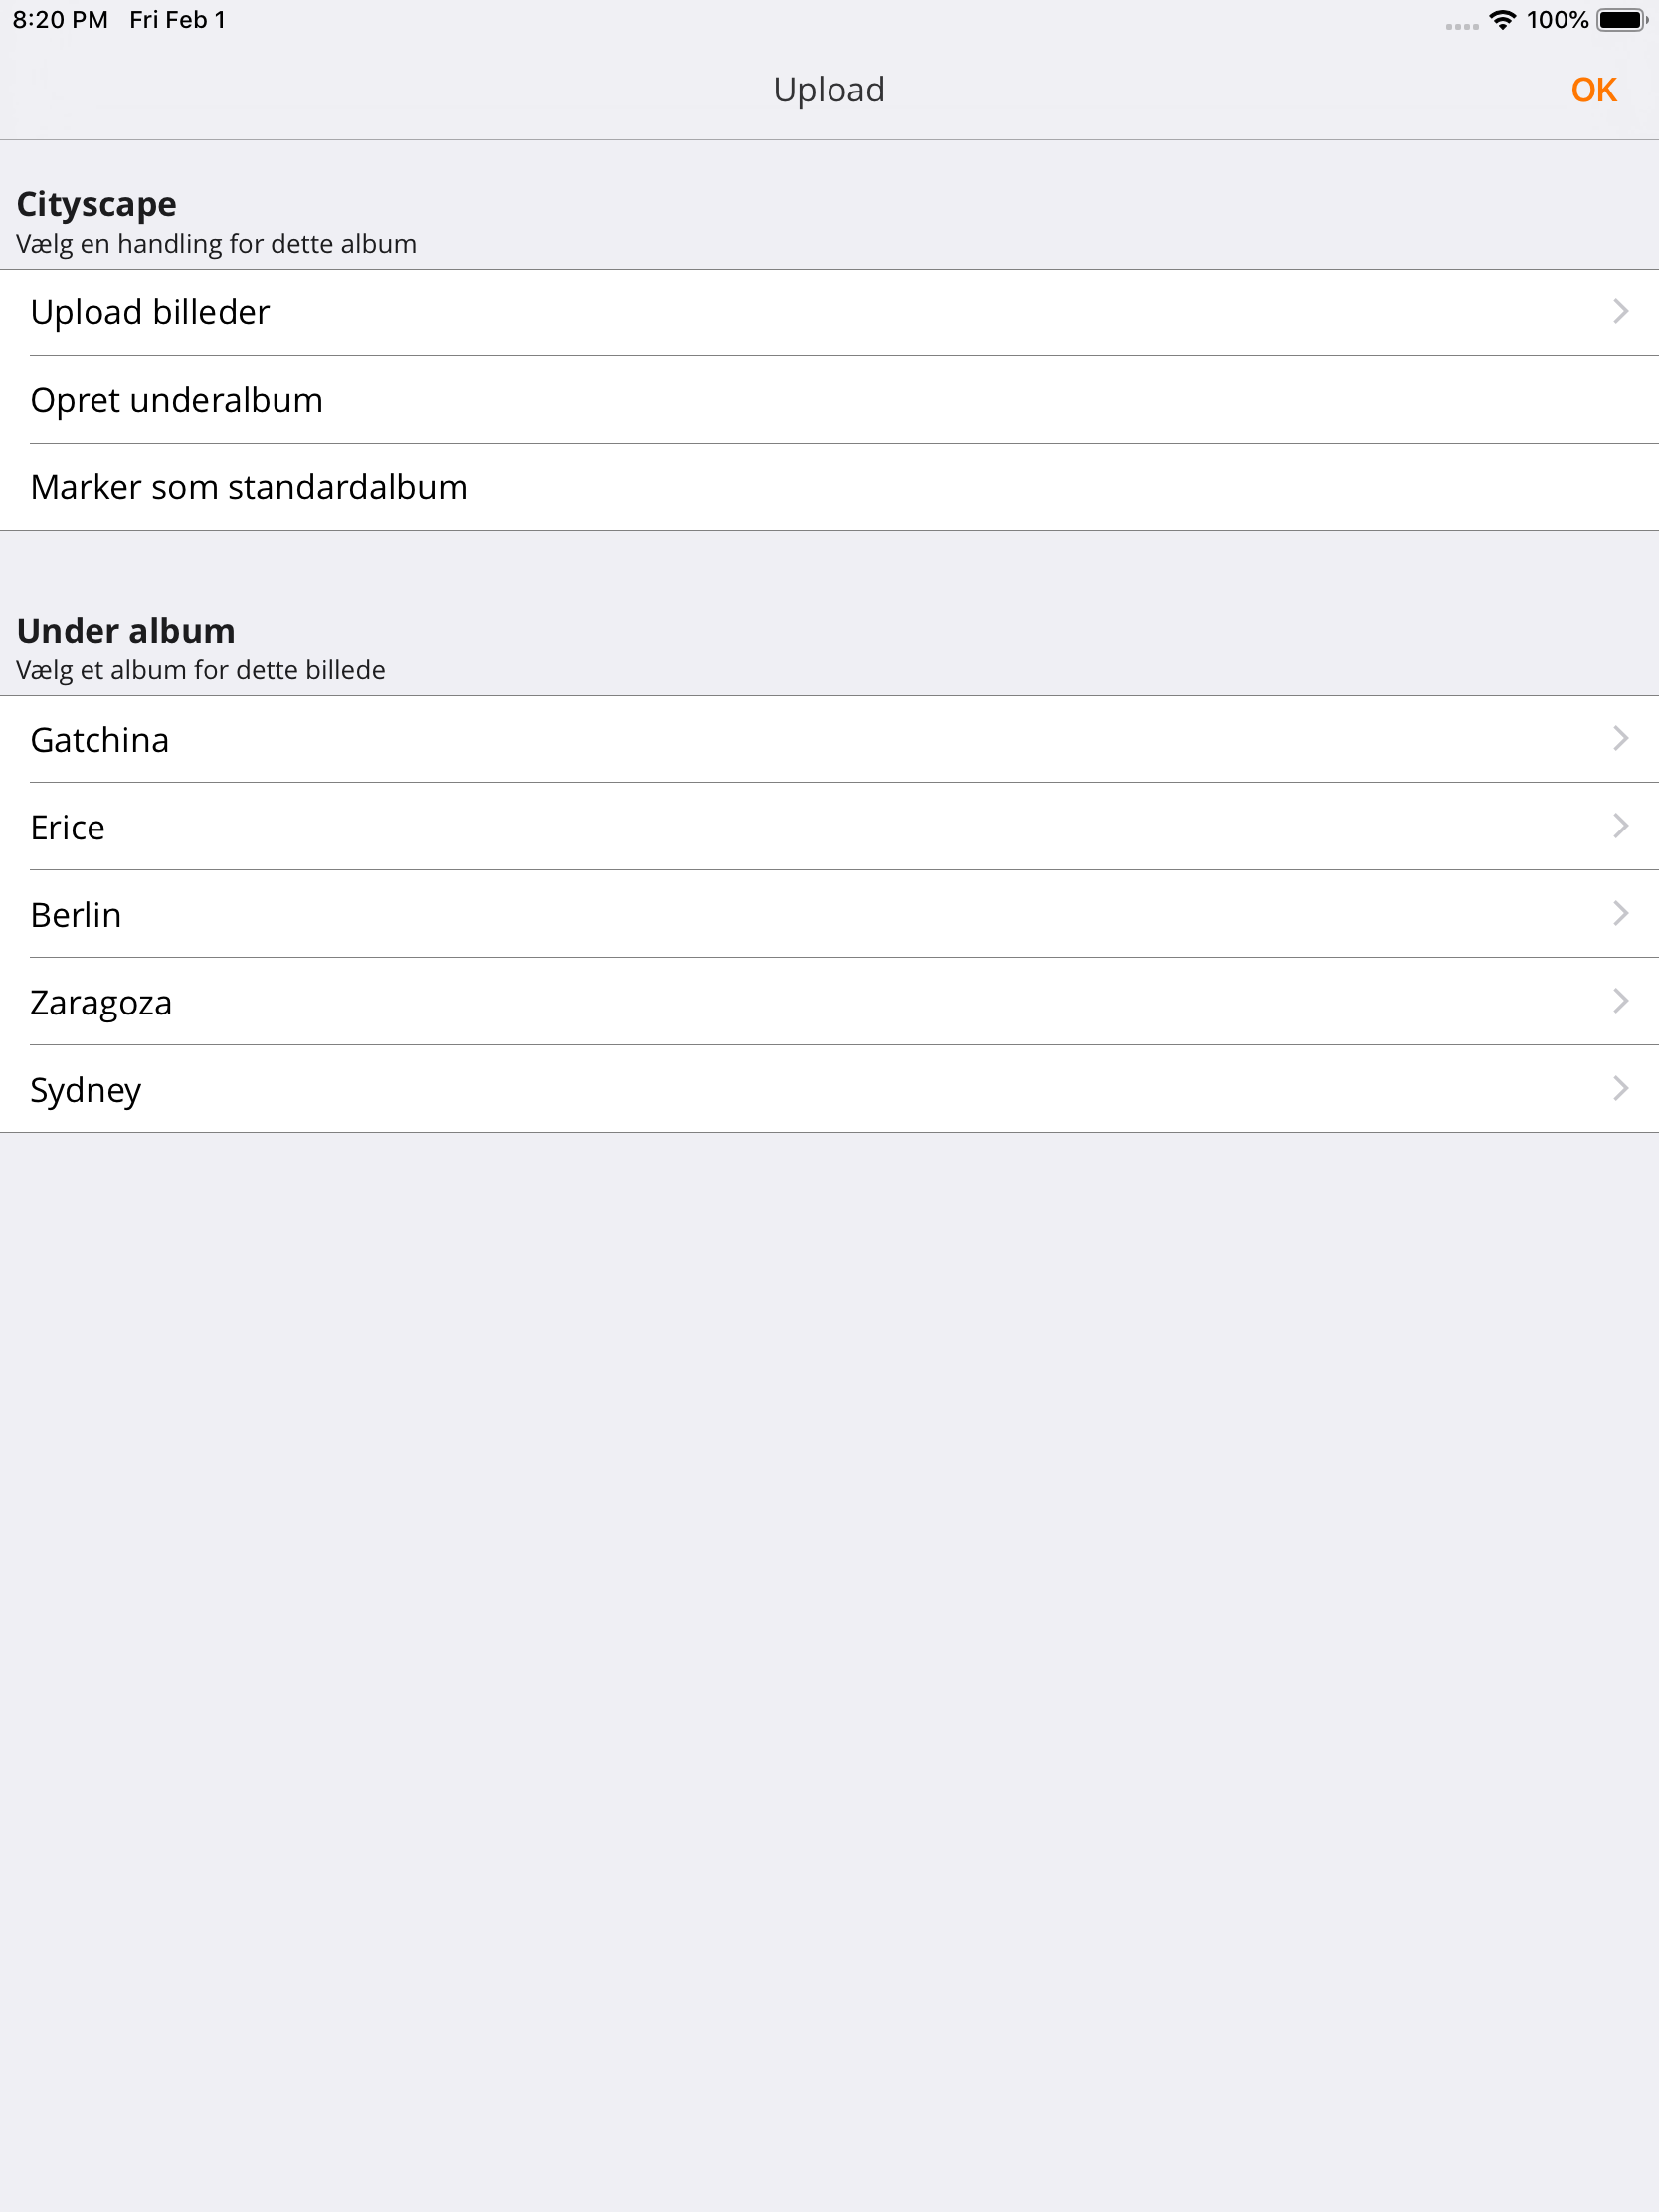 8:20 PM Fri Feb 1 100%
Upload OK
Cityscape
Vælg en handling for dette album
Upload billeder
Opret underalbum
Marker som standardalbum
Under album
Vælg et album for dette billede
Gatchina
Erice
Berlin
Zaragoza
Sydney